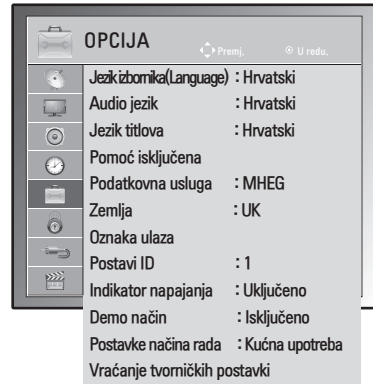 OPCIJA
Premj.
U redu.
Jezik izbornika(Language) : Hrvatski
Audio jezik : Hrvatski
Jezik titlova : Hrvatski
Pomoć isključena
Podatkovna usluga : MHEG
Zemlja : UK
Oznaka ulaza
Postavi ID : 1
Indikator napajanja : Uključeno
Demo način : Isključeno
Postavke načina rada : Kućna upotreba
Vraćanje tvorničkih postavki